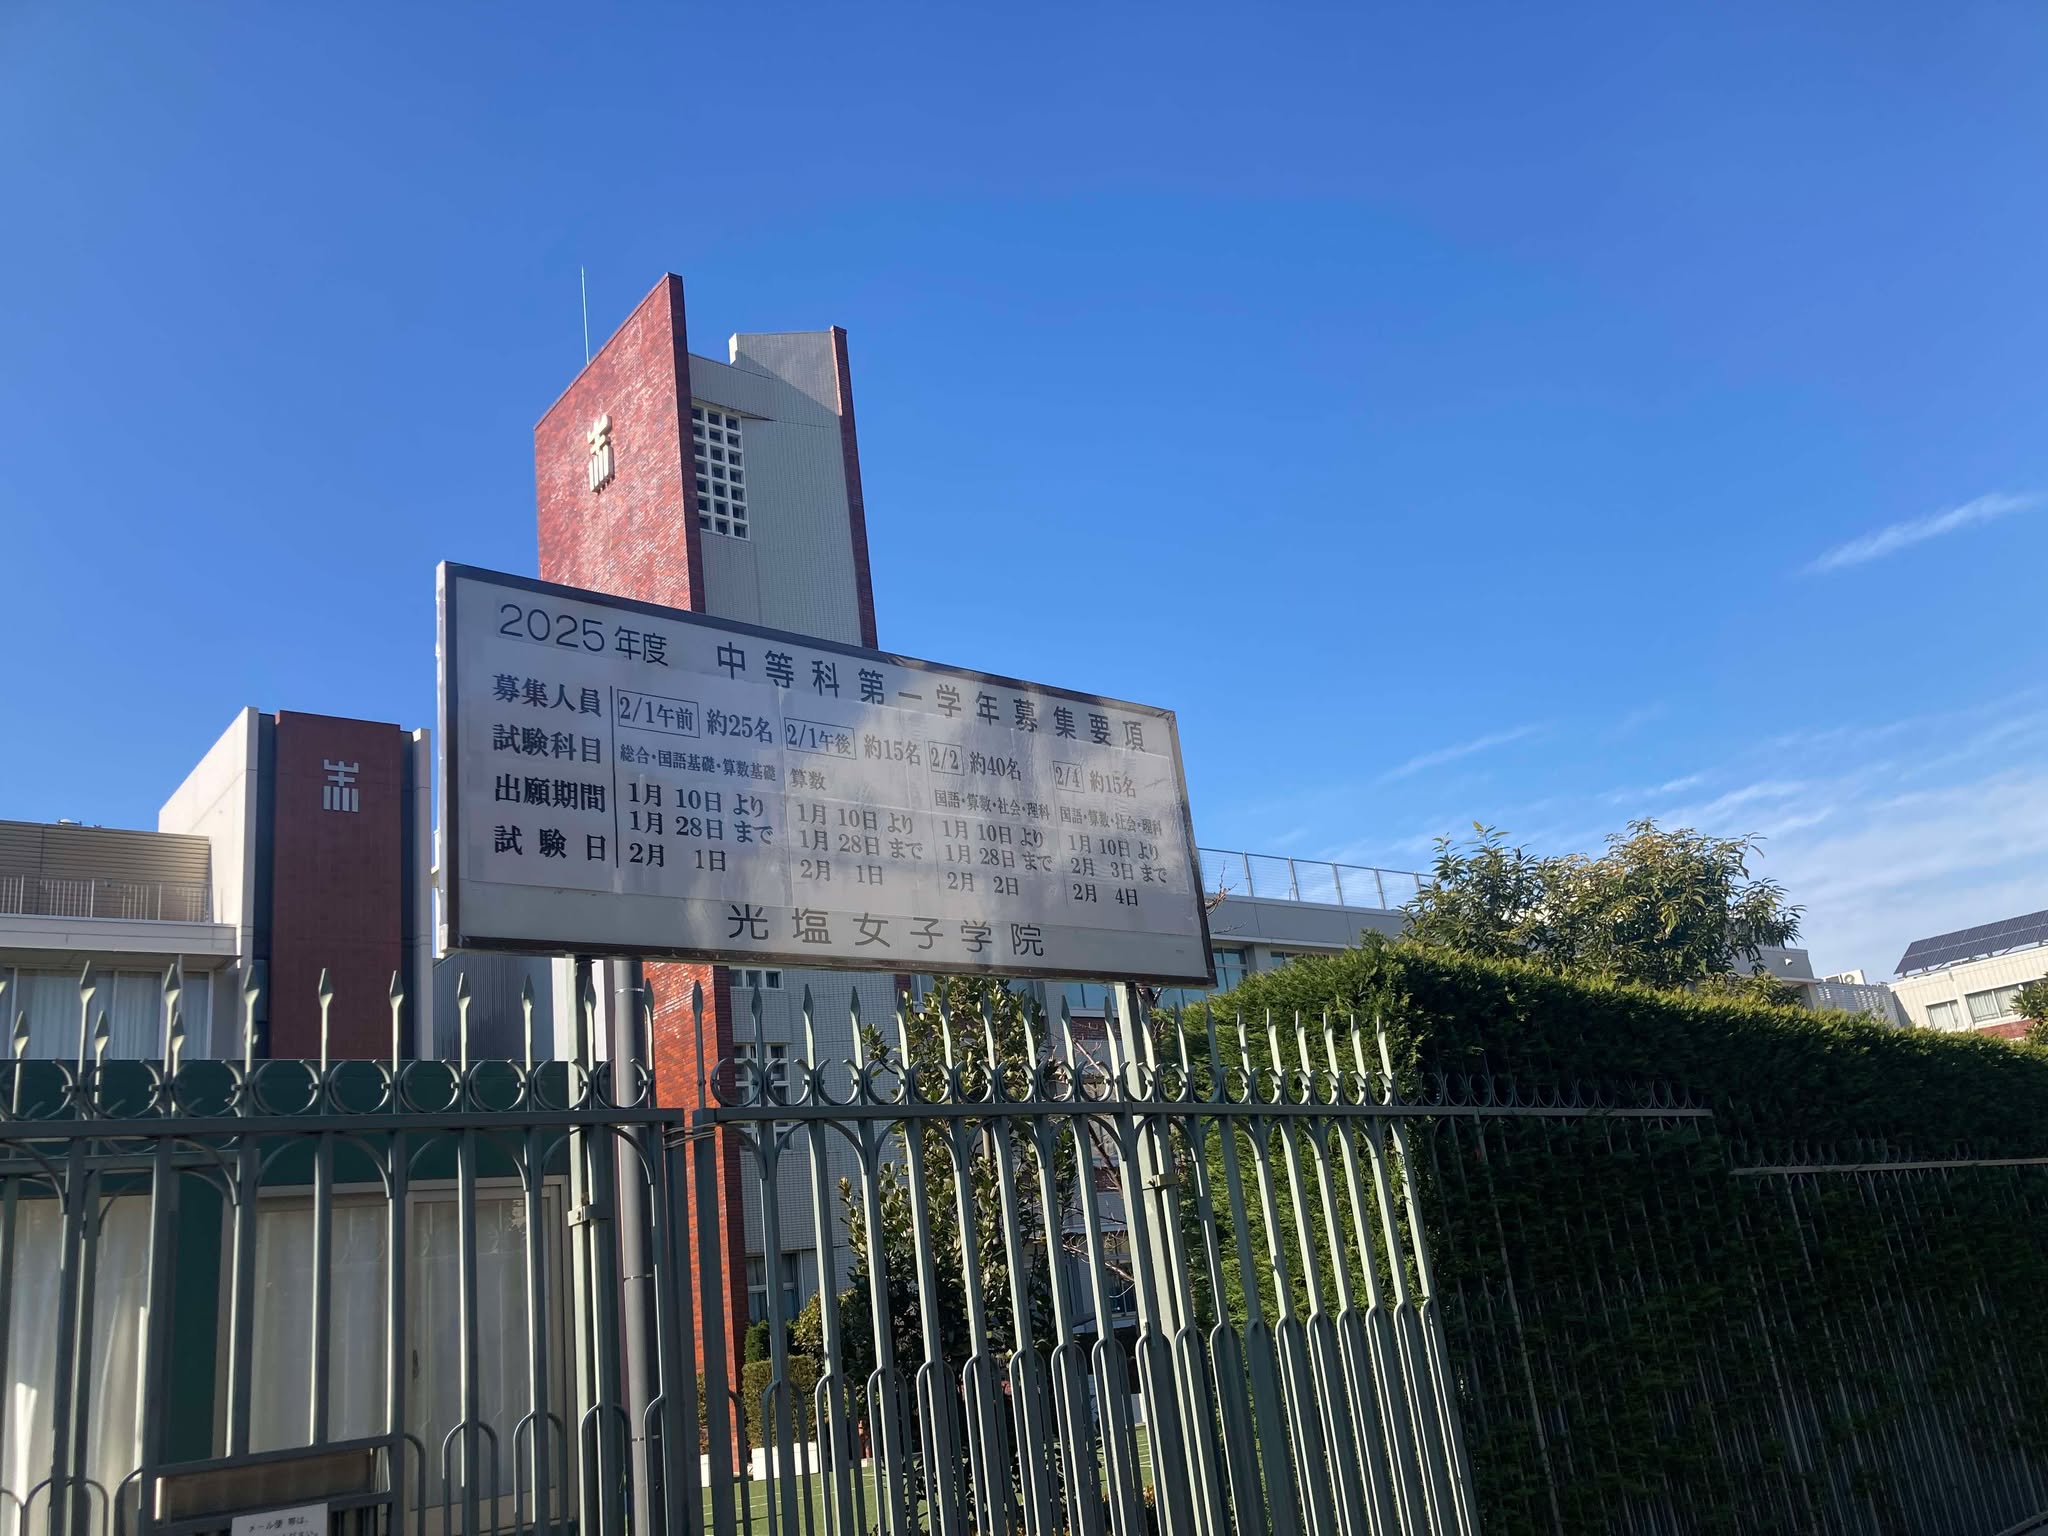 2025年度 中等科第一学年募集要項
募集人員 2/1午前 約25名 2/1午後 約15名 2/2 約40名 2/4 約15名
試験科目 総合・国語基礎・算数基礎 算数 国語・算数・社会・理科 国語・算数・社会・理科
出願期間 1月 10日 より 1月 10日 より 1月 10日 より 1月 10日 より
1月 28日 まで 1月 28日 まで 1月 28日 まで 2月 3日 まで
試験日 2月 1日 2月 1日 2月 2日 2月 4日
光塩女子学院
メール便 等は、